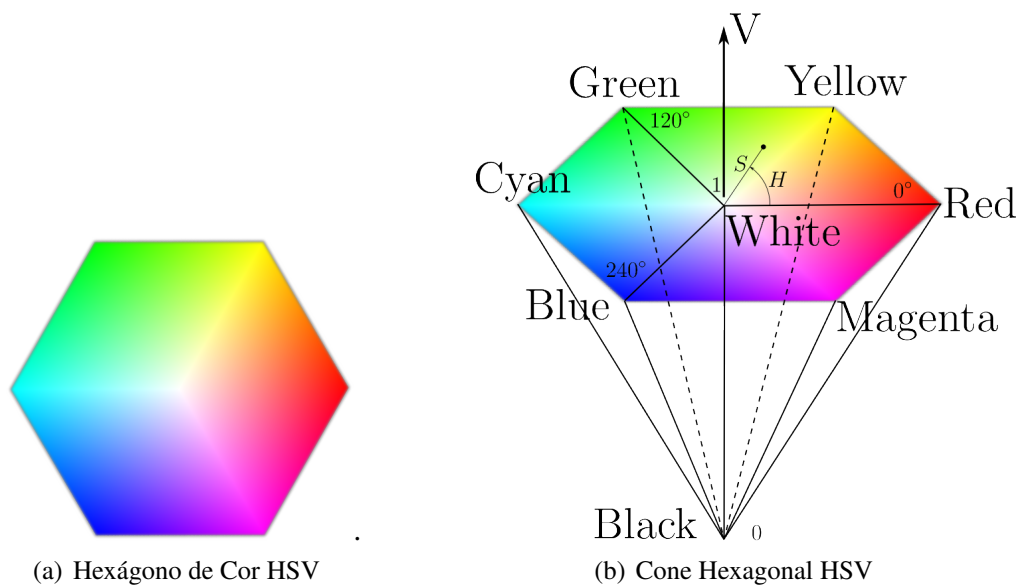 V
Green
Yellow
120°
S
Cyan
1
H
0°
Red
White
240°
Blue
Magenta
Black
0
.
(a) Hexágono de Cor HSV
(b) Cone Hexagonal HSV